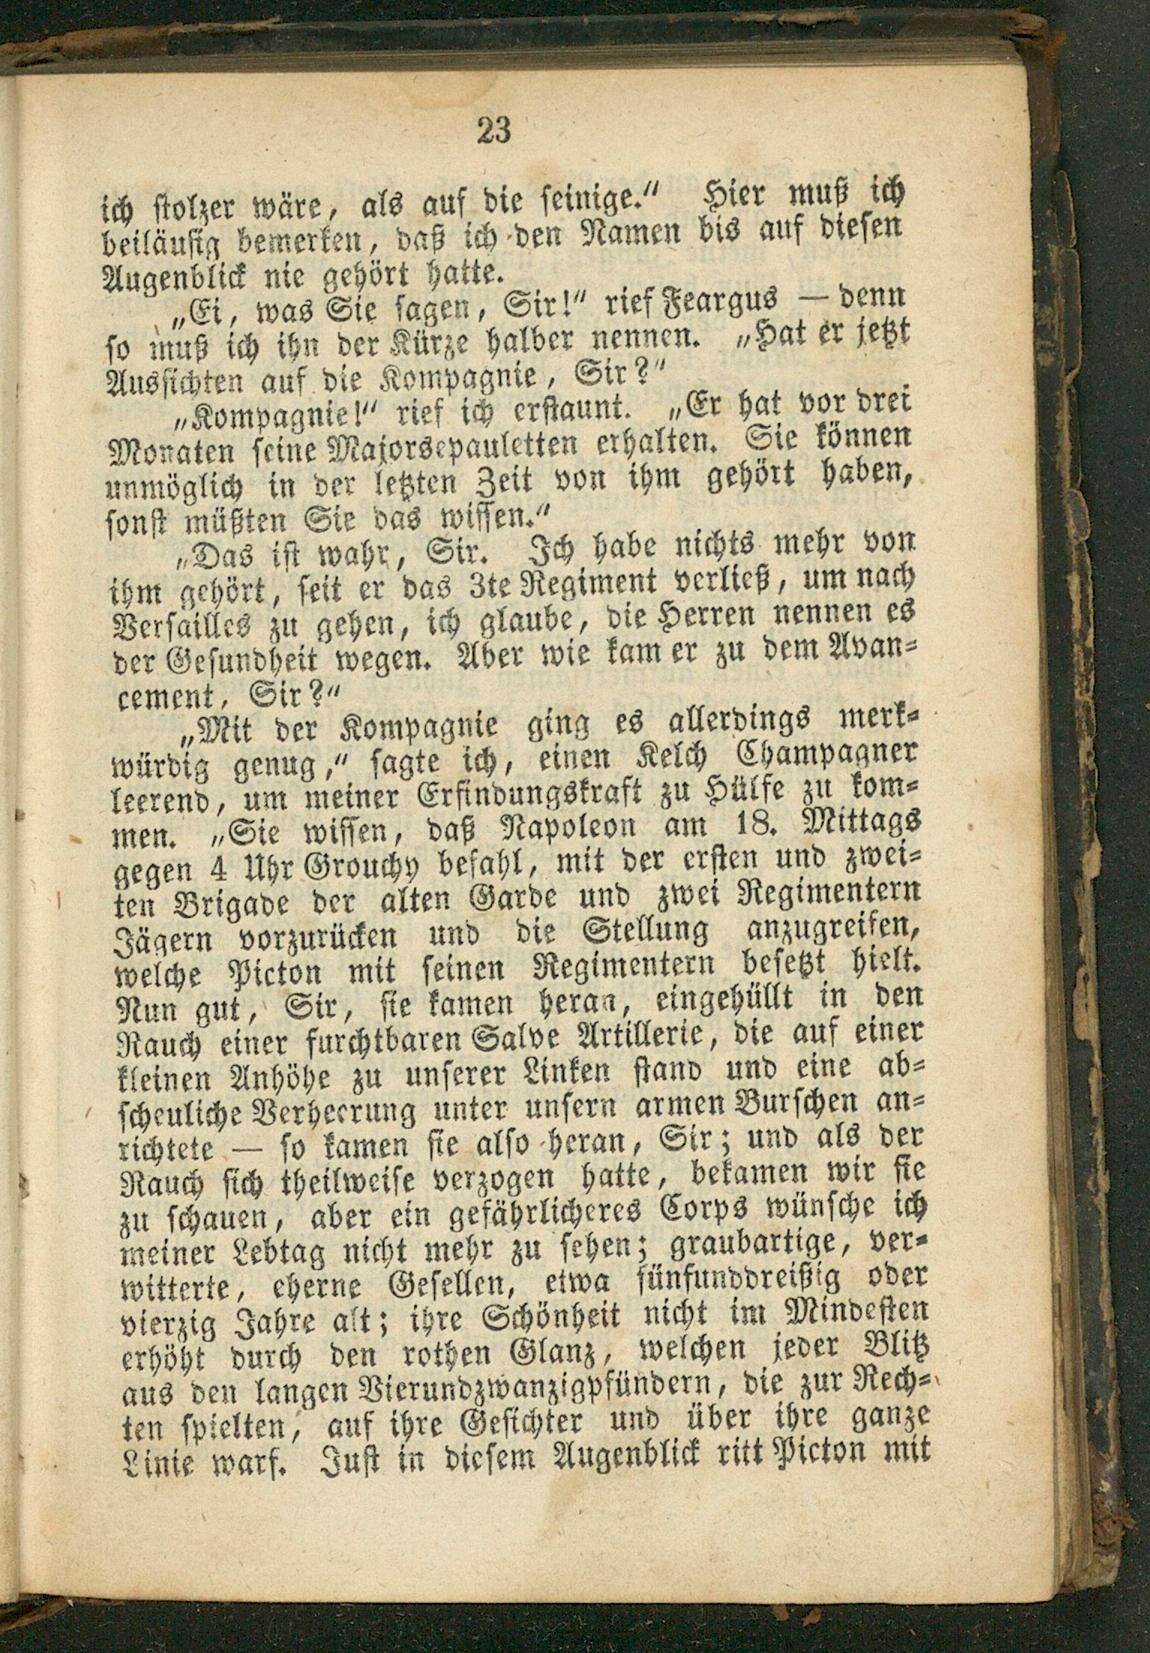 23
ich stolzer wäre, als auf die seinige.“ Hier muß ich
beiläufig bemerken, daß ich den Namen bis auf diesen
Augenblick nie gehört hatte.
„Ei, was Sie sagen, Sir!“ rief Feargus — denn
so muß ich ihn der Kürze halber nennen. „Hat er jetzt
Aussichten auf die Kompagnie, Sir?“
„Kompagnie!“ rief ich erstaunt. „Er hat vor drei
Monaten seine Majorsepauletten erhalten. Sie können
unmöglich in der letzten Zeit von ihm gehört haben,
sonst müßten Sie das wissen.“
„Das ist wahr, Sir. Ich habe nichts mehr von
ihm gehört, seit er das 3te Regiment verließ, um nach
Versailles zu gehen, ich glaube, die Herren nennen es
der Gesundheit wegen. Aber wie kam er zu dem Avan-
cement, Sir?“
„Mit der Kompagnie ging es allerdings merk-
würdig genug,“ sagte ich, einen Kelch Champagner
leerend, um meiner Erfindungskraft zu Hülfe zu kom-
men. „Sie wissen, daß Napoleon am 18. Mittags
gegen 4 Uhr Grouchy befahl, mit der ersten und zwei-
ten Brigade der alten Garde und zwei Regimentern
Jägern vorzurücken und die Stellung anzugreifen,
welche Picton mit seinen Regimentern besetzt hielt.
Nun gut, Sir, sie kamen heran, eingehüllt in den
Rauch einer furchtbaren Salve Artillerie, die auf einer
kleinen Anhöhe zu unserer Linken stand und eine ab-
scheuliche Verheerung unter unsern armen Burschen an-
richtete — so kamen sie also heran, Sir; und als der
Rauch sich theilweise verzogen hatte, bekamen wir sie
zu schauen, aber ein gefährlicheres Corps wünsche ich
meiner Lebtag nicht mehr zu sehen; graubartige, ver-
witterte, eherne Gesellen, etwa fünfunddreißig oder
vierzig Jahre alt; ihre Schönheit nicht im Mindesten
erhöht durch den rothen Glanz, welchen jeder Blitz
aus den langen Vierundzwanzigpfündern, die zur Rech-
ten spielten, auf ihre Gesichter und über ihre ganze
Linie warf. Just in diesem Augenblick ritt Picton mit